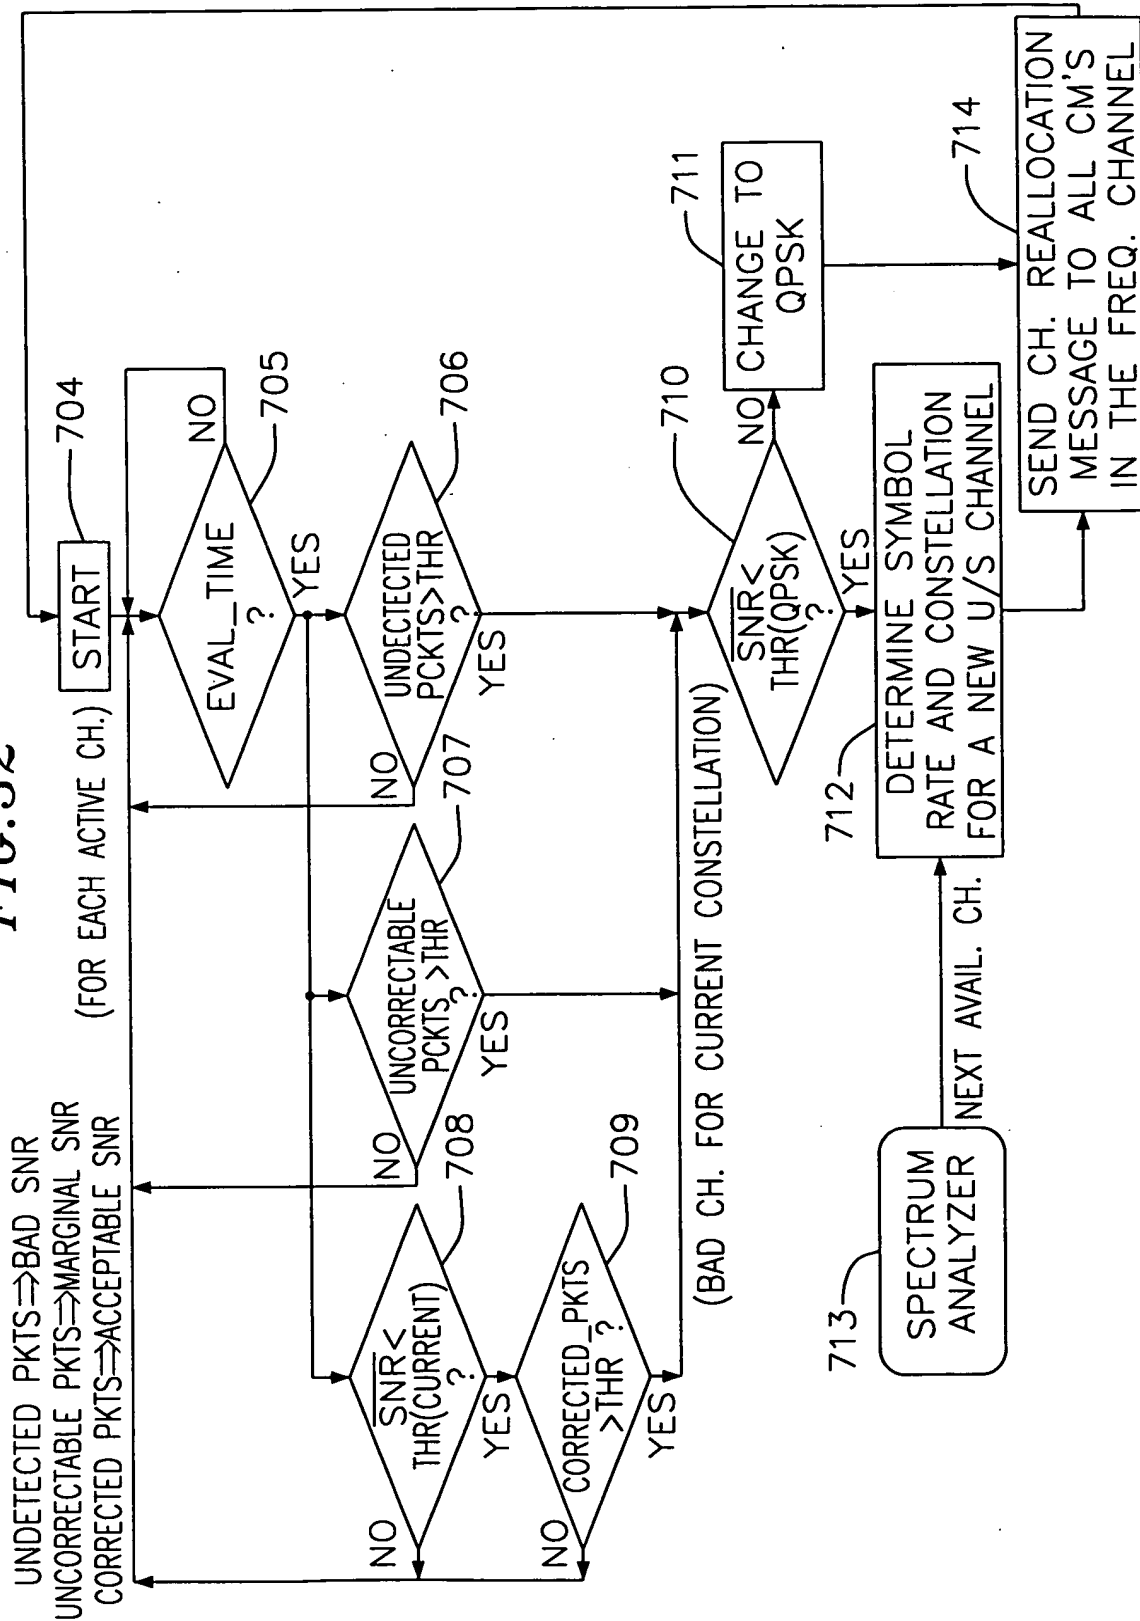 FIG.32
UNDETECTED PKTS⇒BAD SNR
UNCORRECTABLE PKTS⇒MARGINAL SNR
CORRECTED PKTS⇒ACCEPTABLE SNR
(FOR EACH ACTIVE CH.)
START
704
EVAL_TIME
?
705
NO
YES
UNDECTECTED
PCKTS>THR
?
706
NO
YES
UNCORRECTABLE
PCKTS >THR
?
707
NO
YES
SNR<
THR(CURRENT)
?
708
NO
YES
CORRECTED_PKTS
>THR ?
709
NO
YES
(BAD CH. FOR CURRENT CONSTELLATION)
SNR<
THR(QPSK)
?
710
NO
YES
CHANGE TO
QPSK
711
DETERMINE SYMBOL
RATE AND CONSTELLATION
FOR A NEW U/S CHANNEL
712
SPECTRUM
ANALYZER
713
NEXT AVAIL. CH.
SEND CH. REALLOCATION
MESSAGE TO ALL CM'S
IN THE FREQ. CHANNEL
714